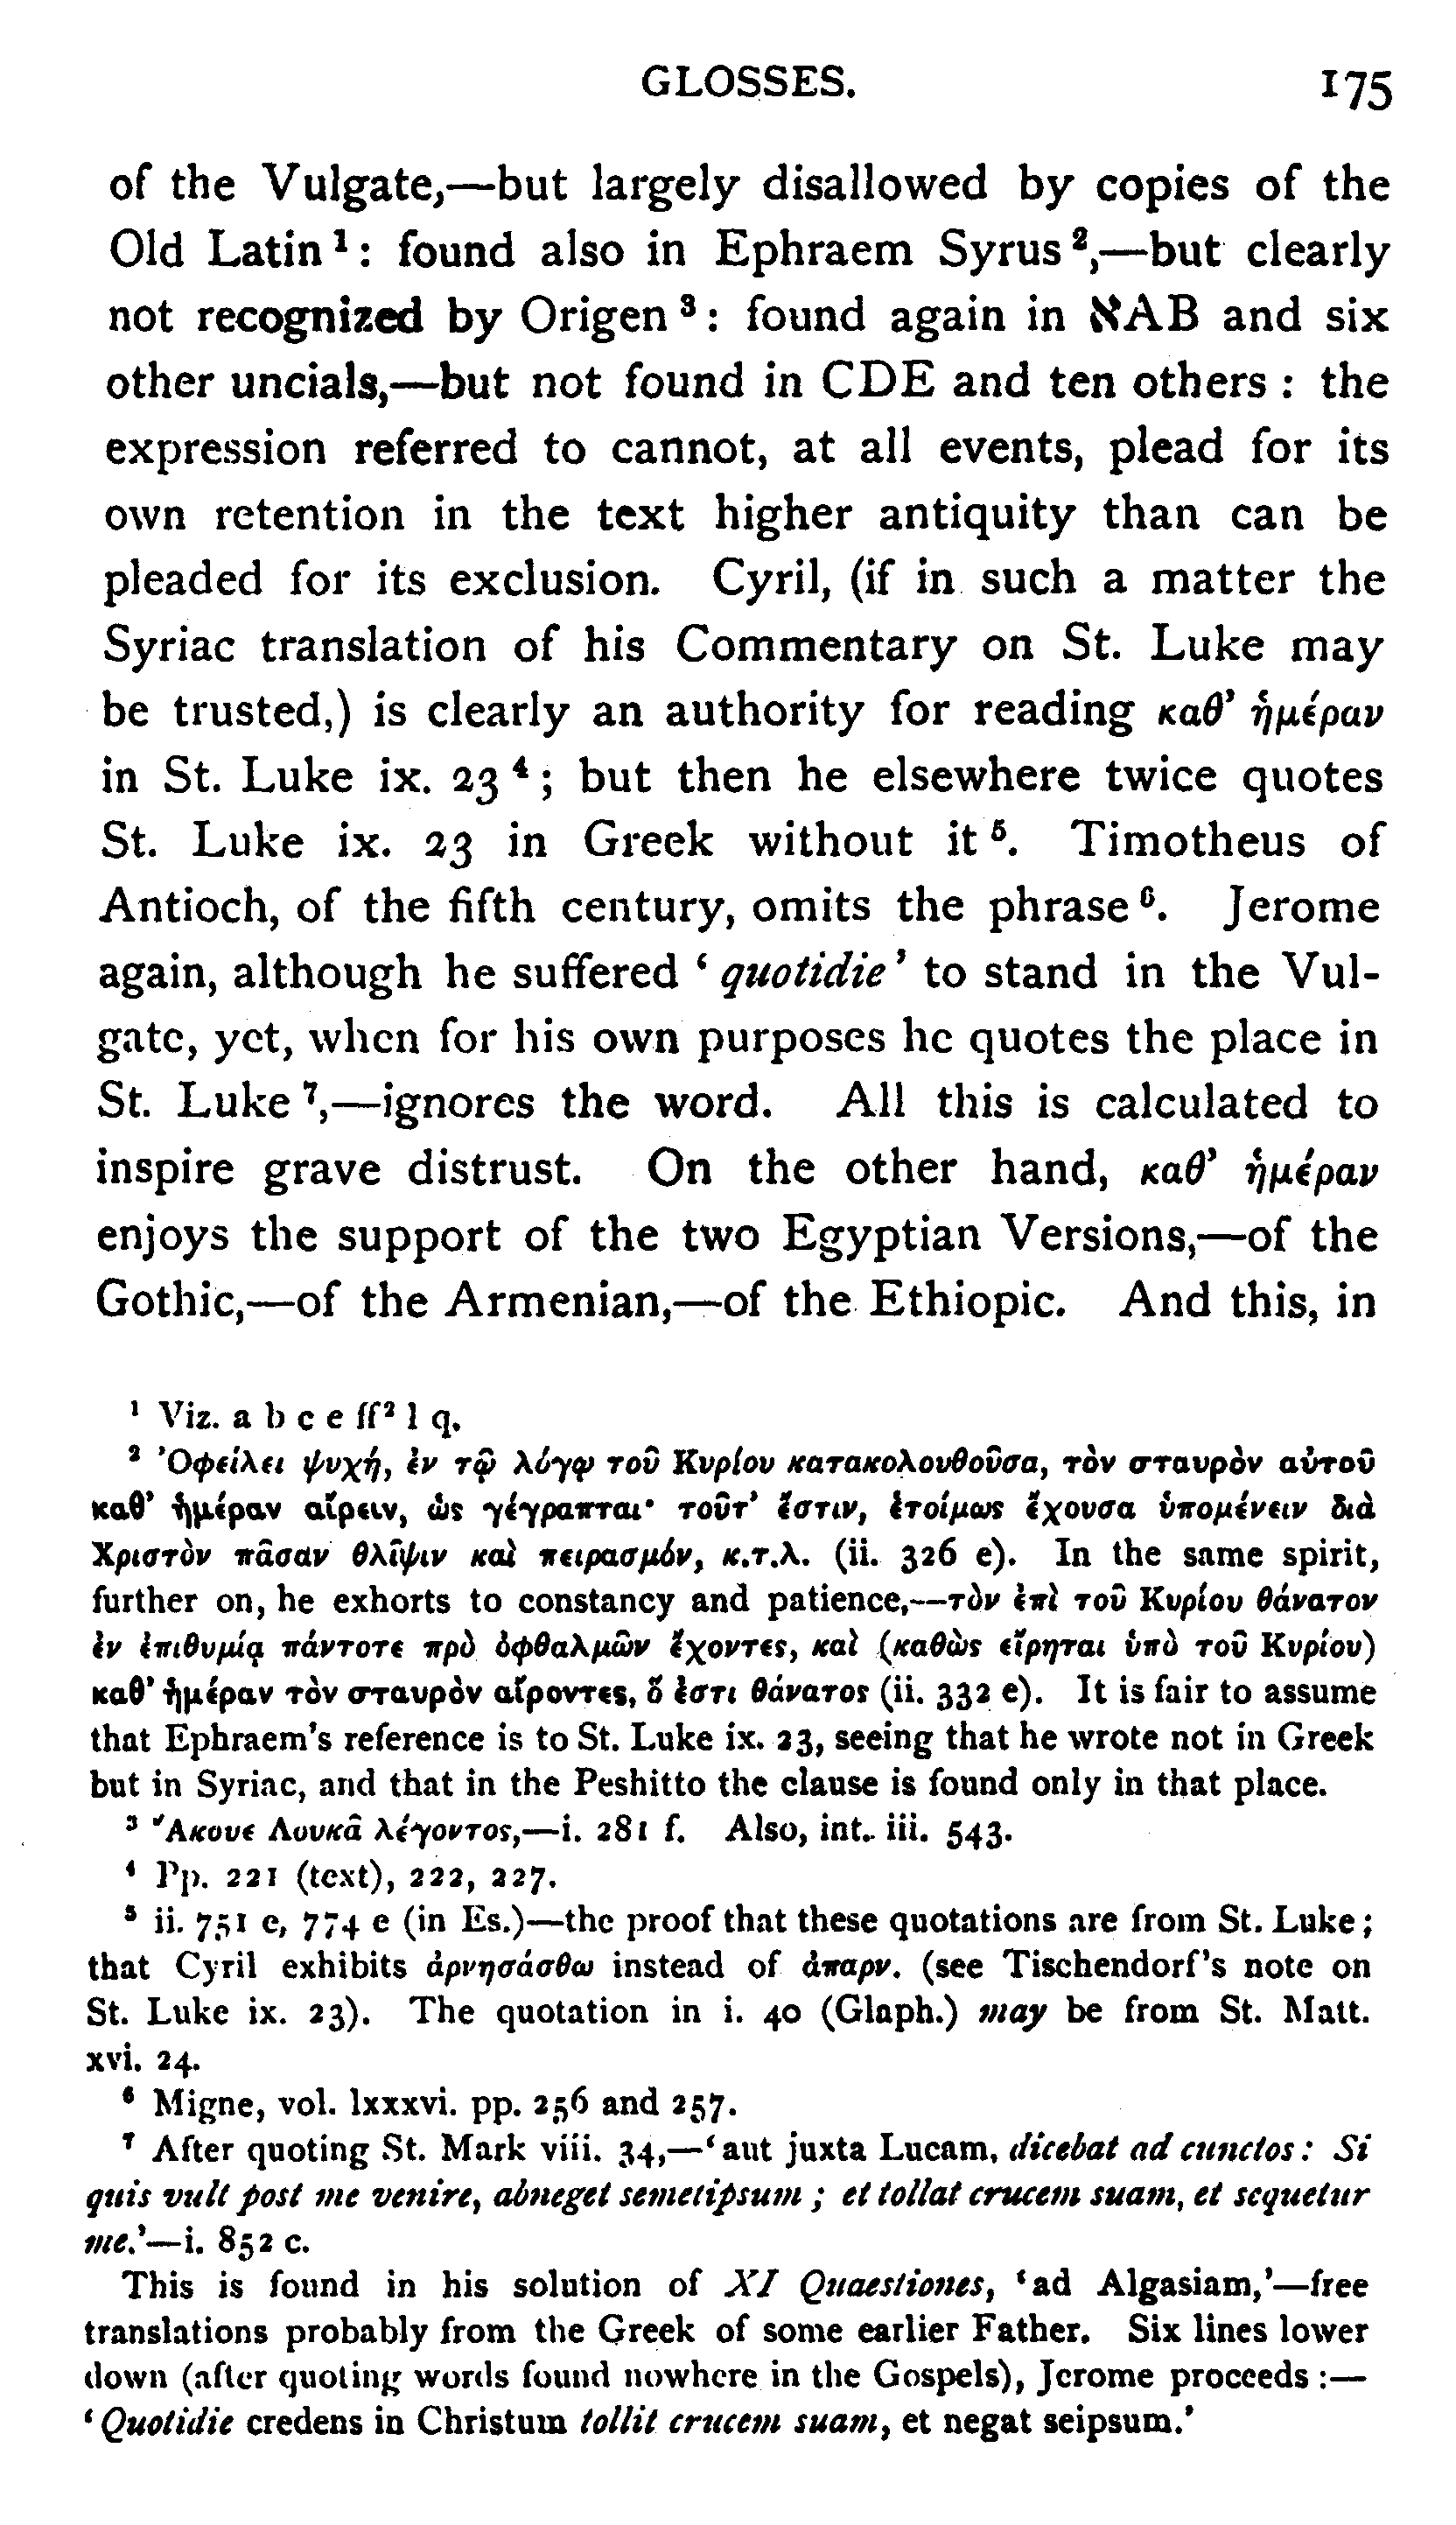 GLOSSES. 175
of the Vulgate,—but largely disallowed by copies of the
Old Latin ¹: found also in Ephraem Syrus ²,—but clearly
not recognized by Origen ³: found again in אAB and six
other uncials,—but not found in CDE and ten others: the
expression referred to cannot, at all events, plead for its
own retention in the text higher antiquity than can be
pleaded for its exclusion. Cyril, (if in such a matter the
Syriac translation of his Commentary on St. Luke may
be trusted,) is clearly an authority for reading καθ’ ἡμέραν
in St. Luke ix. 23 ⁴; but then he elsewhere twice quotes
St. Luke ix. 23 in Greek without it ⁵. Timotheus of
Antioch, of the fifth century, omits the phrase ⁶. Jerome
again, although he suffered ‘quotidie’ to stand in the Vul-
gate, yet, when for his own purposes he quotes the place in
St. Luke ⁷,—ignores the word. All this is calculated to
inspire grave distrust. On the other hand, καθ’ ἡμέραν
enjoys the support of the two Egyptian Versions,—of the
Gothic,—of the Armenian,—of the Ethiopic. And this, in
¹ Viz. a b c e ff² l q.
² Ὀφείλει ψυχή, ἐν τῷ λόγῳ τοῦ Κυρίου κατακολουθοῦσα, τὸν σταυρὸν αὐτοῦ
καθ’ ἡμέραν αἴρειν, ὡς γέγραπται· τοῦτ’ ἔστιν, ἑτοίμως ἔχουσα ὑπομένειν διὰ
Χριστὸν πᾶσαν θλῖψιν καὶ πειρασμόν, κ.τ.λ. (ii. 326 e). In the same spirit,
further on, he exhorts to constancy and patience,—τὸν ἐπὶ τοῦ Κυρίου θάνατον
ἐν ἐπιθυμίᾳ πάντοτε πρὸ ὀφθαλμῶν ἔχοντες, καὶ (καθὼς εἴρηται ὑπὸ τοῦ Κυρίου)
καθ’ ἡμέραν τὸν σταυρὸν αἴροντες, ὅ ἐστι θάνατος (ii. 332 e). It is fair to assume
that Ephraem's reference is to St. Luke ix. 23, seeing that he wrote not in Greek
but in Syriac, and that in the Peshitto the clause is found only in that place.
³ Ἄκουε Λουκᾶ λέγοντος,—i. 281 f. Also, int. iii. 543.
⁴ Pp. 221 (text), 222, 227.
⁵ ii. 751 e, 774 e (in Es.)—the proof that these quotations are from St. Luke;
that Cyril exhibits ἀρνησάσθω instead of ἀπαρν. (see Tischendorf's note on
St. Luke ix. 23). The quotation in i. 40 (Glaph.) may be from St. Matt.
xvi. 24.
⁶ Migne, vol. lxxxvi. pp. 256 and 257.
⁷ After quoting St. Mark viii. 34,—‘aut juxta Lucam, dicebat ad cunctos: Si
quis vult post me venire, abneget semetipsum; et tollat crucem suam, et sequetur
me.’—i. 852 c.
This is found in his solution of XI Quaestiones, ‘ad Algasiam,’—free
translations probably from the Greek of some earlier Father. Six lines lower
down (after quoting words found nowhere in the Gospels), Jerome proceeds:—
‘Quotidie credens in Christum tollit crucem suam, et negat seipsum.’